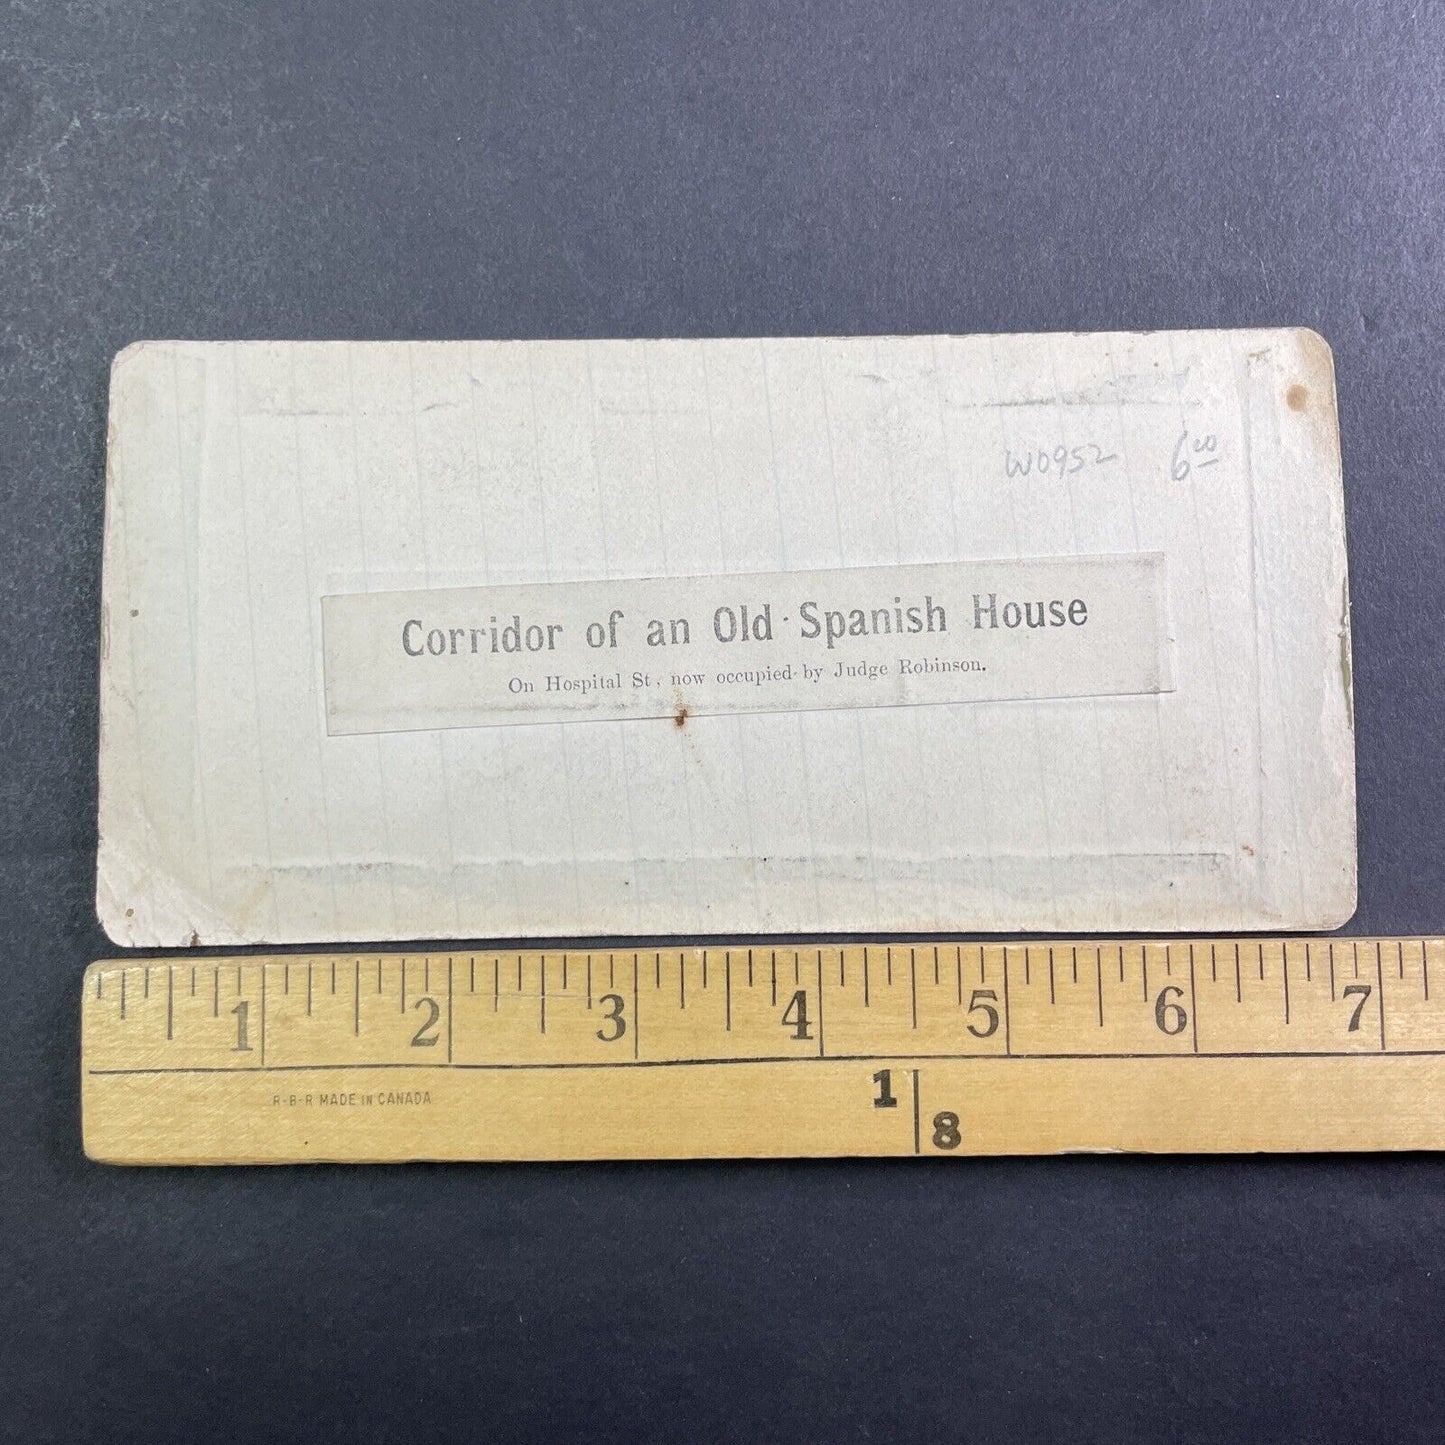 W0952 6 00
Corridor of an Old Spanish House
On Hospital St, now occupied by Judge Robinson.
1 2 3 4 5 6 7
R-B-R MADE IN CANADA
1
8